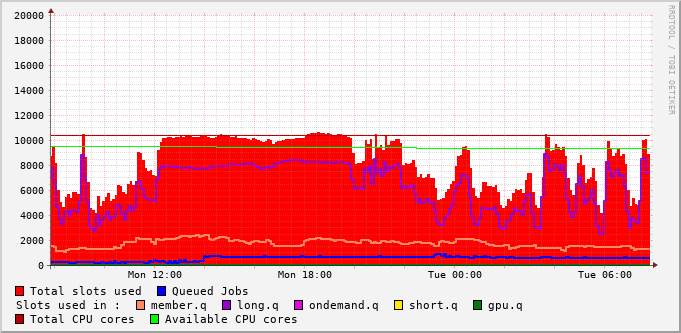 20000
18000
16000
14000
12000
10000
8000
6000
4000
2000
0
Mon 12:00 Mon 18:00 Tue 00:00 Tue 06:00
RRDTOOL / TOBI OETIKER
Total slots used Queued Jobs
Slots used in : member.q long.q ondemand.q short.q gpu.q
Total CPU cores Available CPU cores